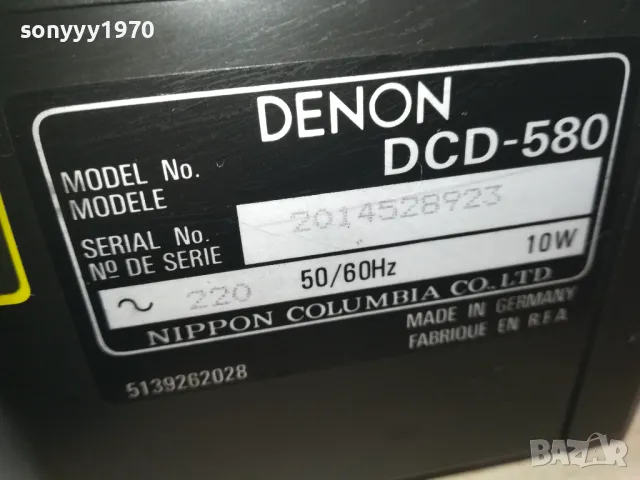 sonyyy1970
DENON
MODEL No. DCD-580
MODELE
SERIAL No. 2014528923
Nº DE SERIE
~ 220 50/60Hz 10W
NIPPON COLUMBIA CO., LTD.
MADE IN GERMANY
FABRIQUE EN R.F.A.
5139262028
BAZAR